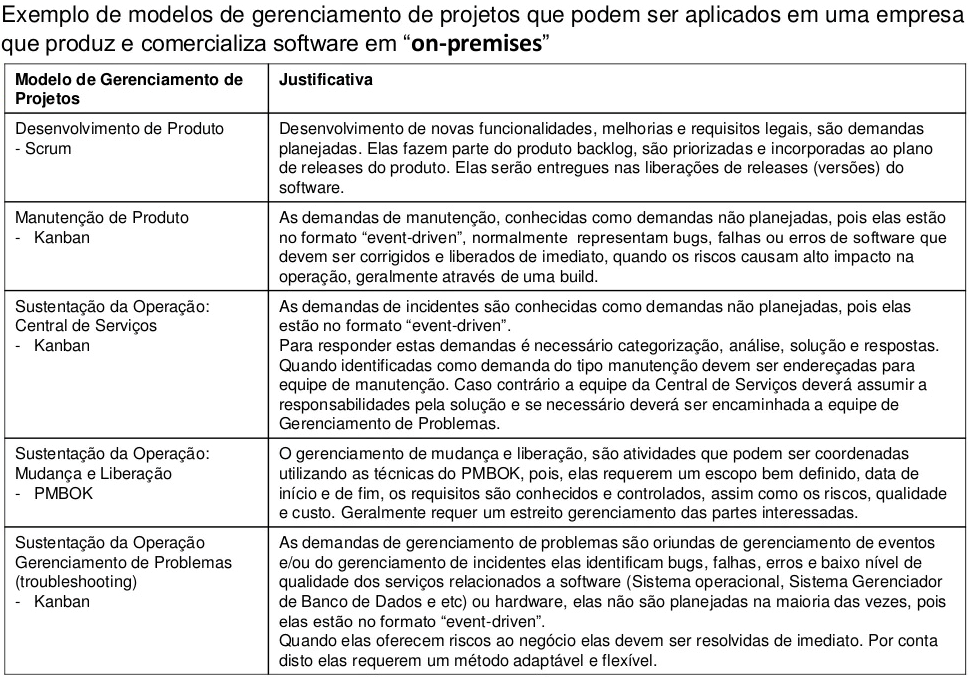 Exemplo de modelos de gerenciamento de projetos que podem ser aplicados em uma empresa
que produz e comercializa software em “on-premises”
Modelo de Gerenciamento de
Projetos
Justificativa
Desenvolvimento de Produto
- Scrum
Desenvolvimento de novas funcionalidades, melhorias e requisitos legais, são demandas
planejadas. Elas fazem parte do produto backlog, são priorizadas e incorporadas ao plano
de releases do produto. Elas serão entregues nas liberações de releases (versões) do
software.
Manutenção de Produto
- Kanban
As demandas de manutenção, conhecidas como demandas não planejadas, pois elas estão
no formato “event-driven”, normalmente representam bugs, falhas ou erros de software que
devem ser corrigidos e liberados de imediato, quando os riscos causam alto impacto na
operação, geralmente através de uma build.
Sustentação da Operação:
Central de Serviços
- Kanban
As demandas de incidentes são conhecidas como demandas não planejadas, pois elas
estão no formato “event-driven”.
Para responder estas demandas é necessário categorização, análise, solução e respostas.
Quando identificadas como demanda do tipo manutenção devem ser endereçadas para
equipe de manutenção. Caso contrário a equipe da Central de Serviços deverá assumir a
responsabilidades pela solução e se necessário deverá ser encaminhada a equipe de
Gerenciamento de Problemas.
Sustentação da Operação:
Mudança e Liberação
- PMBOK
O gerenciamento de mudança e liberação, são atividades que podem ser coordenadas
utilizando as técnicas do PMBOK, pois, elas requerem um escopo bem definido, data de
início e de fim, os requisitos são conhecidos e controlados, assim como os riscos, qualidade
e custo. Geralmente requer um estreito gerenciamento das partes interessadas.
Sustentação da Operação
Gerenciamento de Problemas
(troubleshooting)
- Kanban
As demandas de gerenciamento de problemas são oriundas de gerenciamento de eventos
e/ou do gerenciamento de incidentes elas identificam bugs, falhas, erros e baixo nível de
qualidade dos serviços relacionados a software (Sistema operacional, Sistema Gerenciador
de Banco de Dados e etc) ou hardware, elas não são planejadas na maioria das vezes, pois
elas estão no formato “event-driven”.
Quando elas oferecem riscos ao negócio elas devem ser resolvidas de imediato. Por conta
disto elas requerem um método adaptável e flexível.